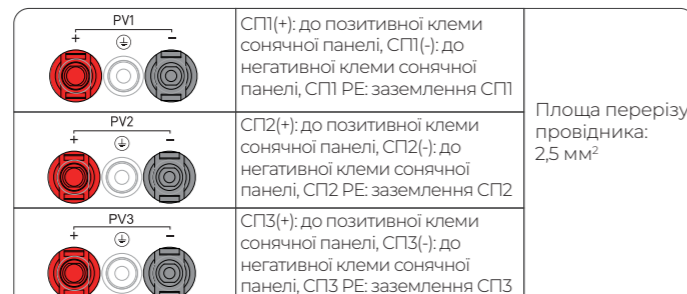 PV1
+ −
СП1(+): до позитивної клеми
сонячної панелі, СП1(-): до
негативної клеми сонячної
панелі, СП1 PE: заземлення СП1
PV2
+ −
СП2(+): до позитивної клеми
сонячної панелі, СП2(-): до
негативної клеми сонячної
панелі, СП2 PE: заземлення СП2
PV3
+ −
СП3(+): до позитивної клеми
сонячної панелі, СП3(-): до
негативної клеми сонячної
панелі, СП3 PE: заземлення СП3
Площа перерізу
провідника:
2,5 мм²